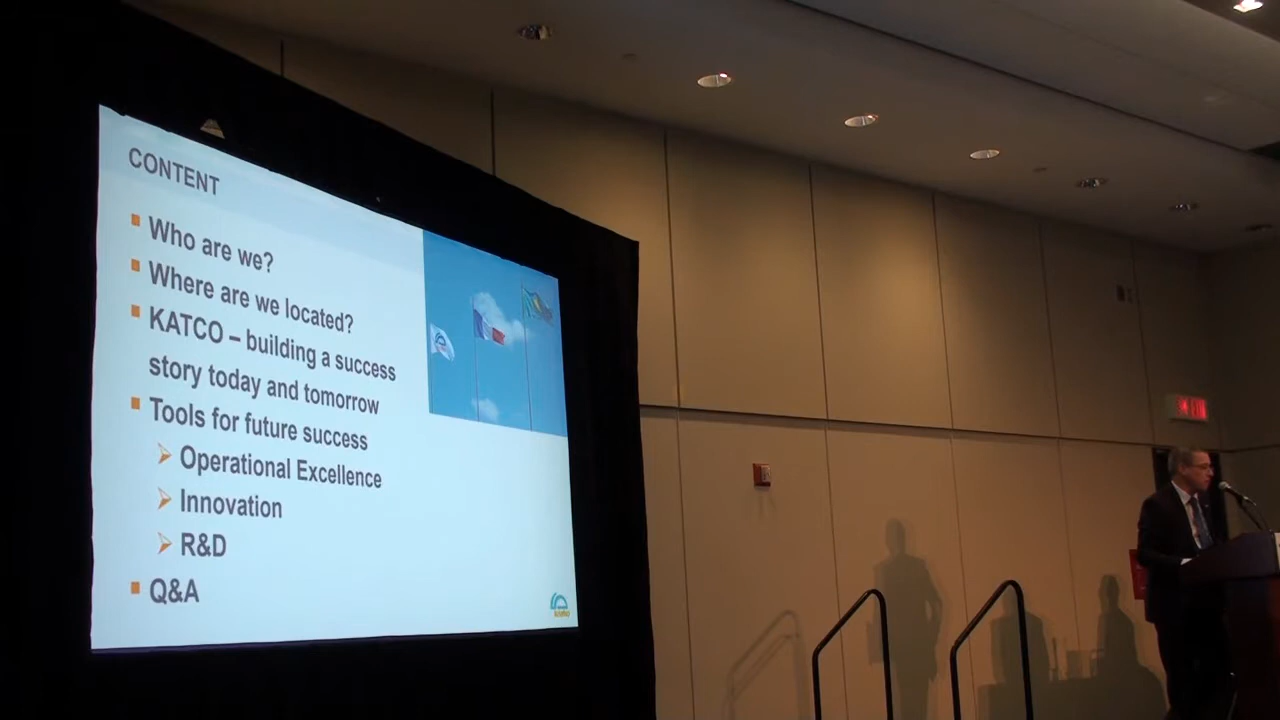 CONTENT
Who are we?
Where are we located?
KATCO – building a success
story today and tomorrow
Tools for future success
Operational Excellence
Innovation
R&D
Q&A
EXIT